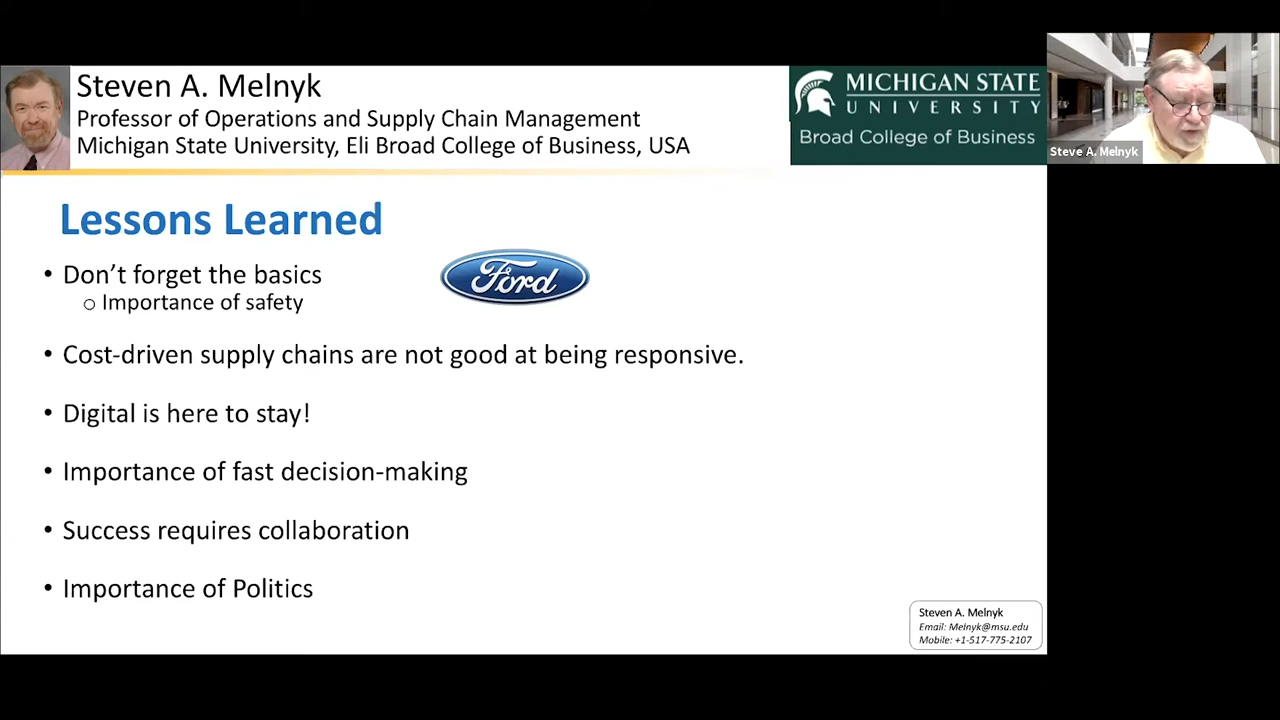 Steven A. Melnyk
Professor of Operations and Supply Chain Management
Michigan State University, Eli Broad College of Business, USA
MICHIGAN STATE
UNIVERSITY
Broad College of Business
Steve A. Melnyk
Lessons Learned
• Don't forget the basics
Ford
o Importance of safety
• Cost-driven supply chains are not good at being responsive.
• Digital is here to stay!
• Importance of fast decision-making
• Success requires collaboration
• Importance of Politics
Steven A. Melnyk
Email: Melnyk@msu.edu
Mobile: +1-517-775-2107